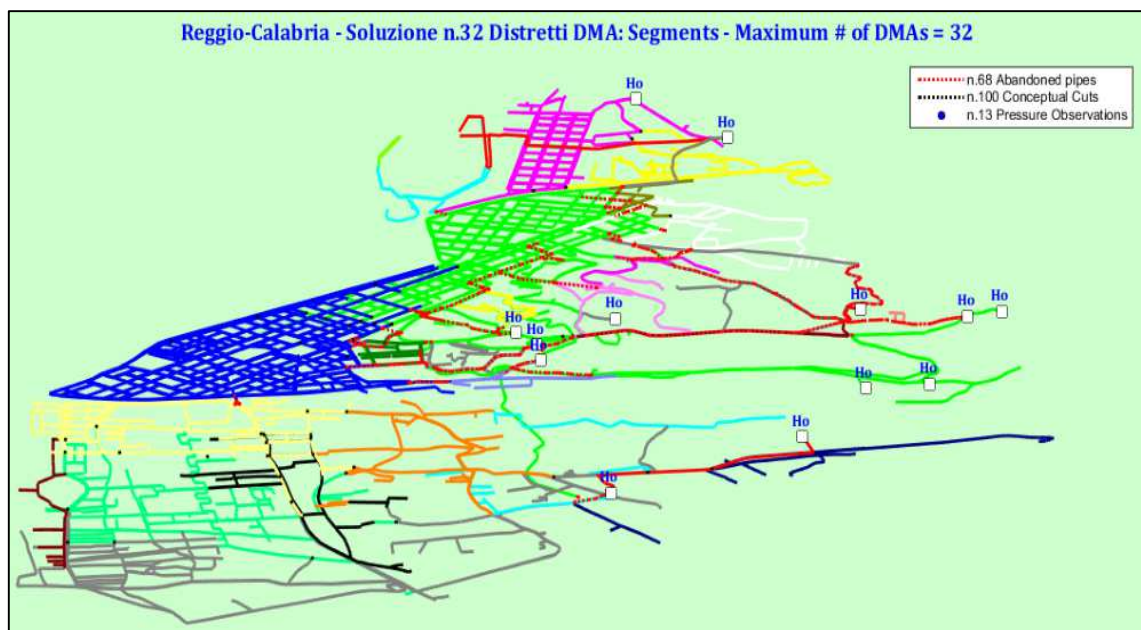 Reggio-Calabria - Soluzione n.32 Distretti DMA: Segments - Maximum # of DMAs = 32
n.68 Abandoned pipes
n.100 Conceptual Cuts
n.13 Pressure Observations
Ho
Ho
Ho
Ho
Ho
Ho
Ho
Ho
Ho
Ho
Ho
Ho
Ho